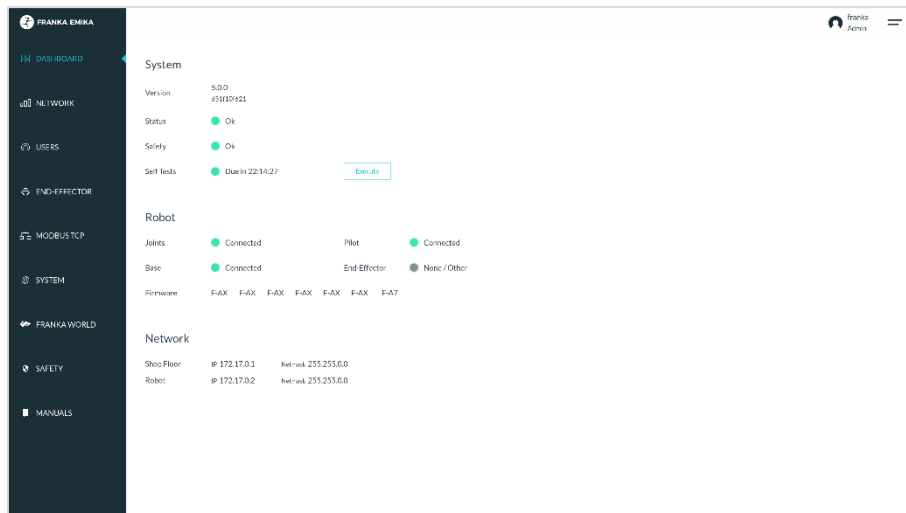 FRANKA EMIKA
franka
Admin
DASHBOARD
NETWORK
USERS
END-EFFECTOR
MODBUS TCP
SYSTEM
FRANKA WORLD
SAFETY
MANUALS
System
Version 5.0.0
Status Ok
Safety Ok
Self Tests Due in 22:14:27 Execute
Robot
Joints Connected Pilot Connected
Base Connected End-Effector None / Other
Firmware F-AX F-AX F-AX F-AX F-AX F-AX F-A7
Network
Shop Floor IP 172.17.0.1 Netmask 255.255.0.0
Robot IP 172.17.0.2 Netmask 255.255.0.0